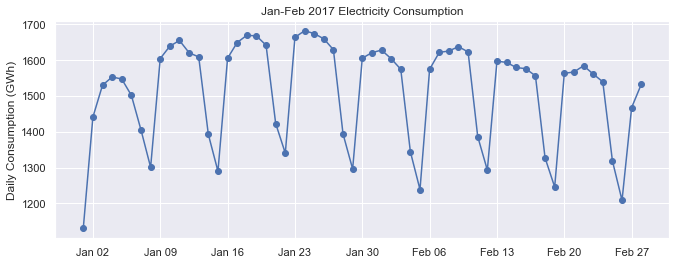 Jan-Feb 2017 Electricity Consumption
Daily Consumption (GWh)
1700
1600
1500
1400
1300
1200
Jan 02 Jan 09 Jan 16 Jan 23 Jan 30 Feb 06 Feb 13 Feb 20 Feb 27